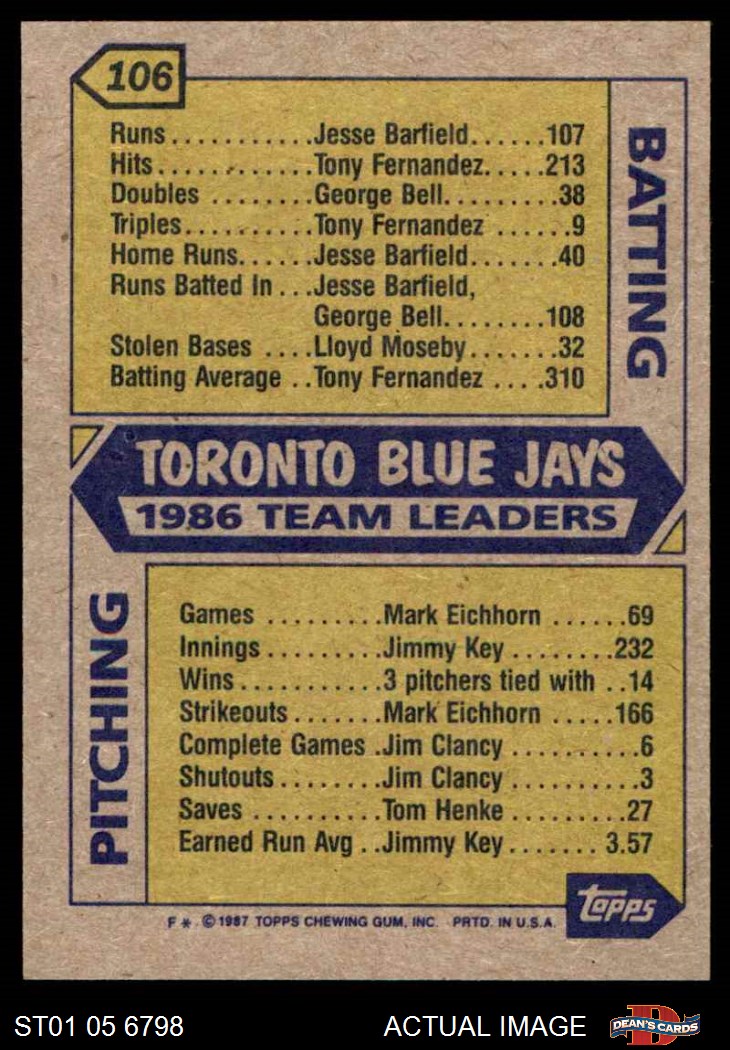 106
Runs............Jesse Barfield......107
Hits.............Tony Fernandez.....213
Doubles ........George Bell.........38
Triples..........Tony Fernandez ......9
Home Runs......Jesse Barfield.......40
Runs Batted In ...Jesse Barfield,
George Bell........108
Stolen Bases ....Lloyd Moseby.......32
Batting Average ..Tony Fernandez ....310
BATTING
TORONTO BLUE JAYS
1986 TEAM LEADERS
PITCHING
Games .........Mark Eichhorn ......69
Innings.........Jimmy Key ........232
Wins...........3 pitchers tied with ..14
Strikeouts.......Mark Eichhorn .....166
Complete Games .Jim Clancy ..........6
Shutouts........Jim Clancy ..........3
Saves ..........Tom Henke .........27
Earned Run Avg ..Jimmy Key....... 3.57
Topps
F * ©1987 TOPPS CHEWING GUM, INC. PRTD. IN U.S.A.
ST01 05 6798
ACTUAL IMAGE
DEAN'S CARDS